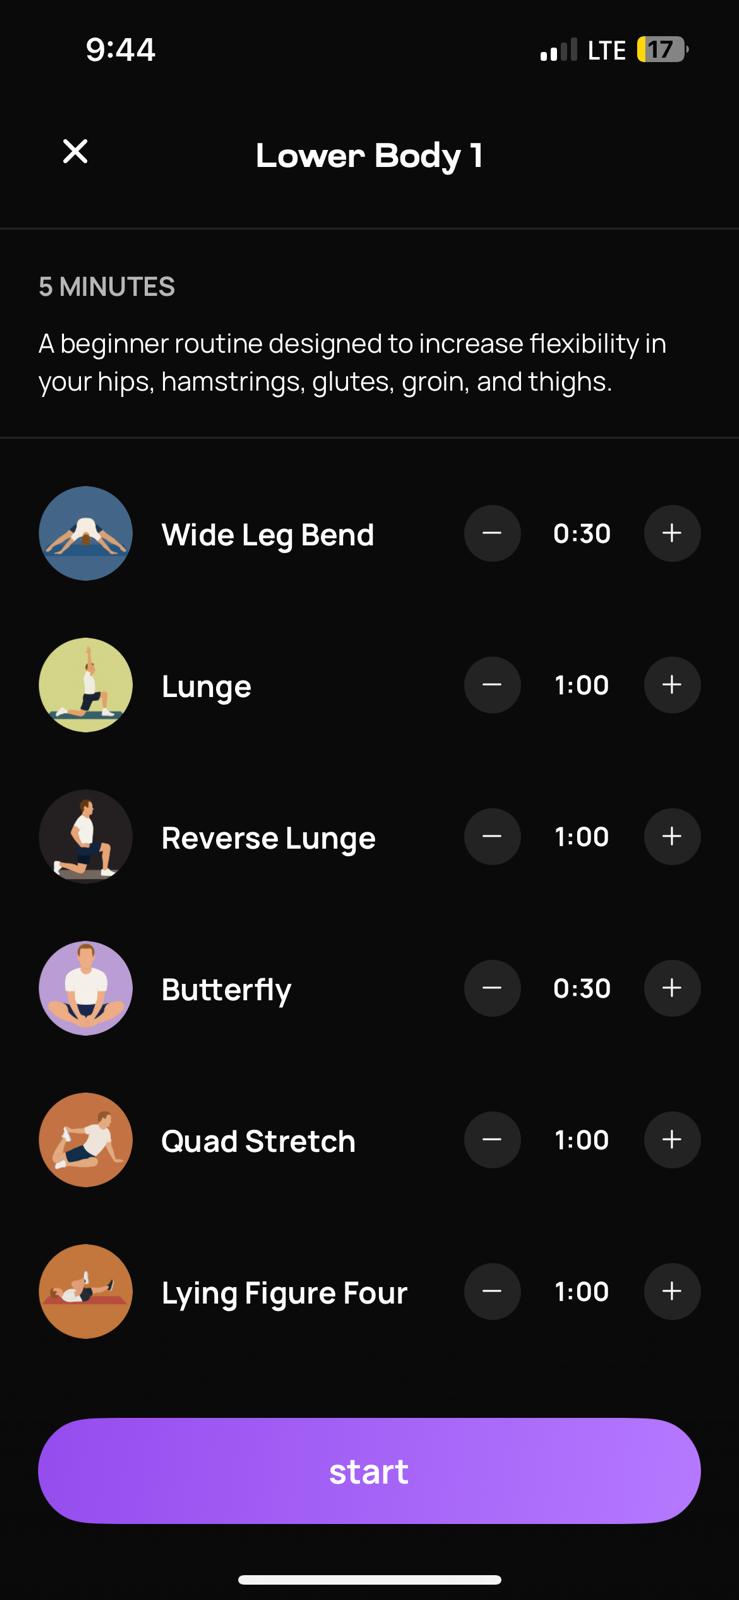 9:44
LTE 17
Lower Body 1
5 MINUTES
A beginner routine designed to increase flexibility in
your hips, hamstrings, glutes, groin, and thighs.
Wide Leg Bend − 0:30 +
Lunge − 1:00 +
Reverse Lunge − 1:00 +
Butterfly − 0:30 +
Quad Stretch − 1:00 +
Lying Figure Four − 1:00 +
start